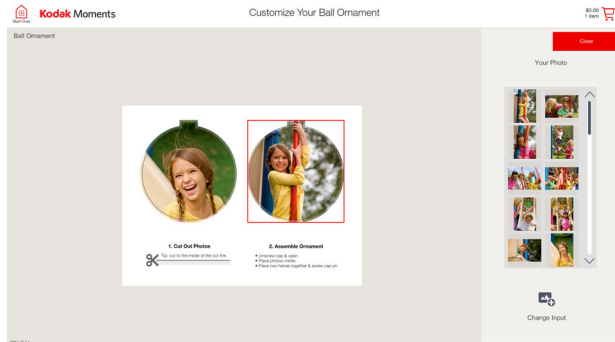 Start Over
Kodak Moments
Customize Your Ball Ornament
$0.00
1 item
Ball Ornament
Close
Your Photo
1. Cut Out Photos
Tip: cut to the inside of the cut line.
2. Assemble Ornament
• Unscrew cap & open.
• Place photos inside.
• Place two halves together & screw cap on.
Change Input